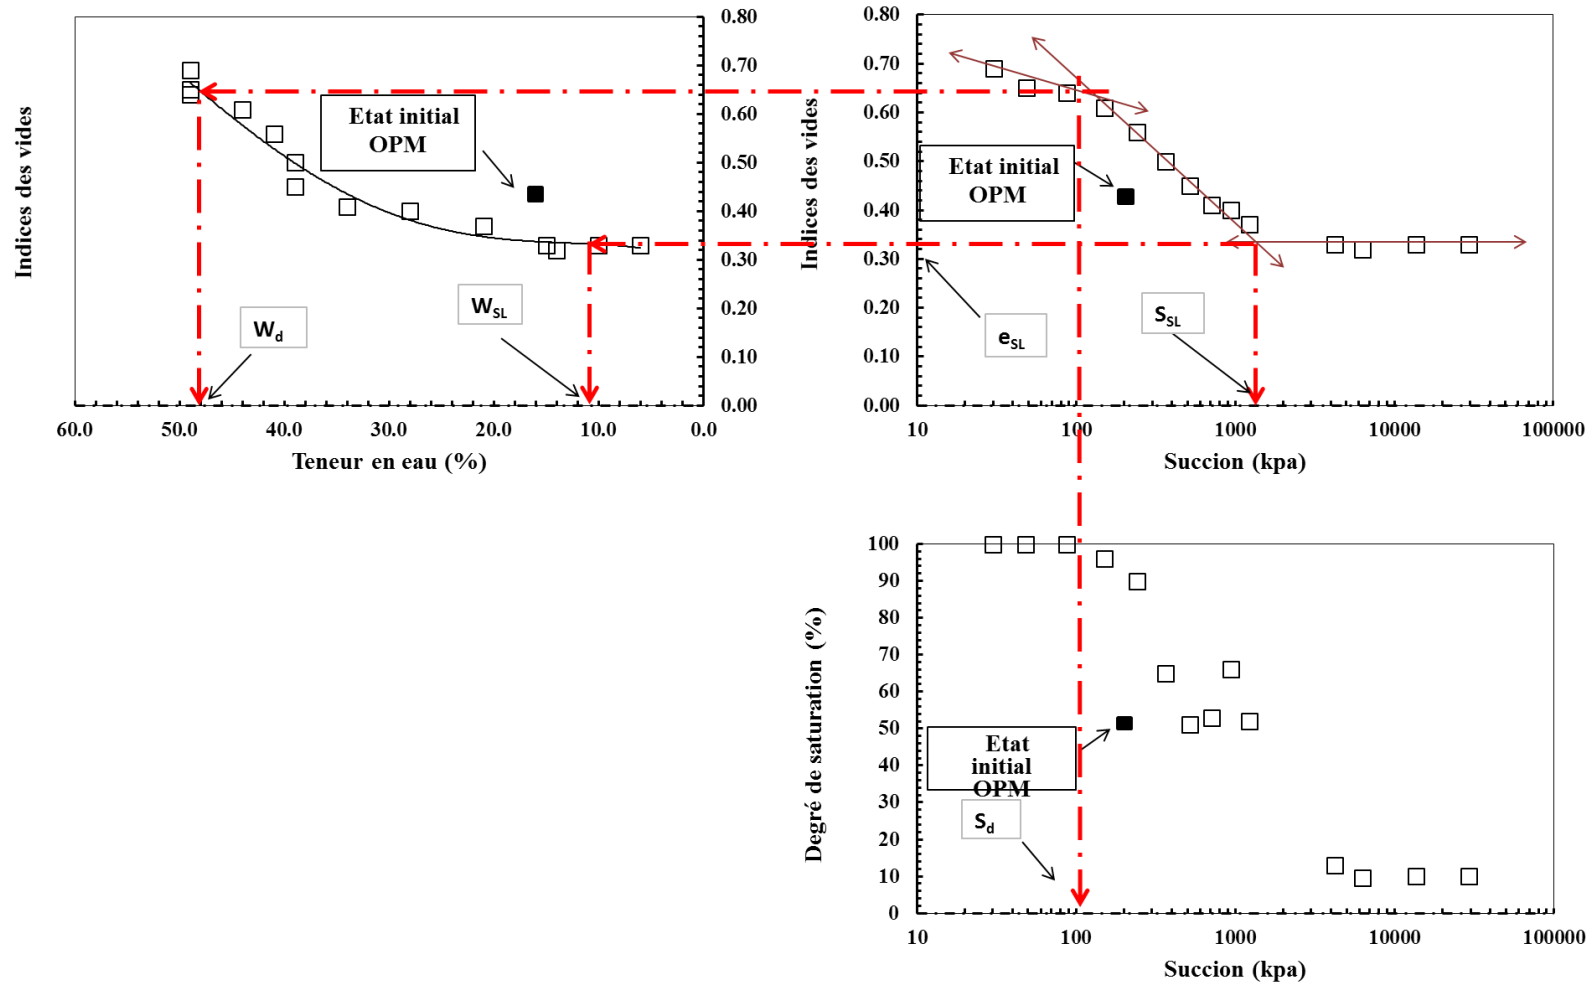 Indices des vides
0.80
0.70
0.60
0.50
0.40
0.30
0.20
0.10
0.00
Etat initial
OPM
Wd
WSL
60.0
50.0
40.0
30.0
20.0
10.0
0.0
Teneur en eau (%)
Indices des vides
0.80
0.70
0.60
0.50
0.40
0.30
0.20
0.10
0.00
Etat initial
OPM
eSL
SSL
10
100
1000
10000
100000
Succion (kpa)
Degré de saturation (%)
100
90
80
70
60
50
40
30
20
10
0
Etat
initial
OPM
Sd
10
100
1000
10000
100000
Succion (kpa)